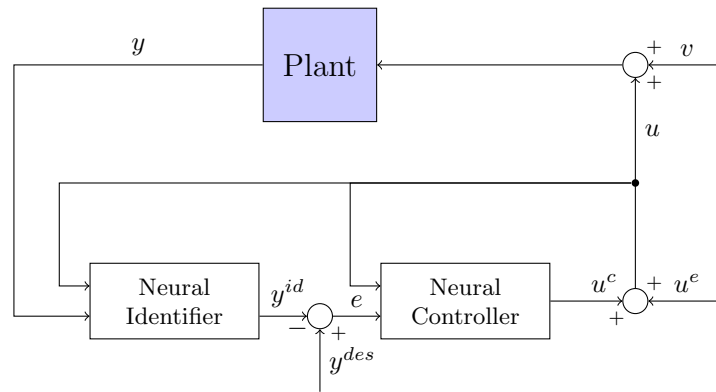 y
Plant
+
v
+
u
Neural
Identifier
y^{id}
−
+
e
Neural
Controller
u^c
+
+
u^e
y^{des}